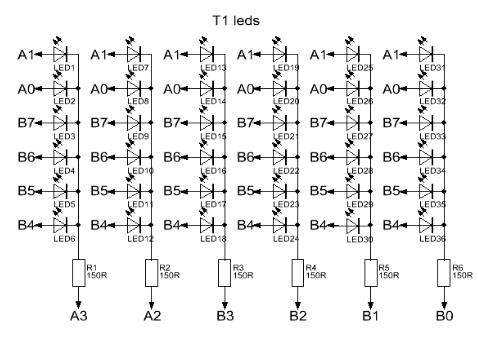 T1 leds
A1 A1 A1 A1 A1 A1
LED1 LED7 LED13 LED19 LED25 LED31
A0 A0 A0 A0 A0 A0
LED2 LED8 LED14 LED20 LED26 LED32
B7 B7 B7 B7 B7 B7
LED3 LED9 LED15 LED21 LED27 LED33
B6 B6 B6 B6 B6 B6
LED4 LED10 LED16 LED22 LED28 LED34
B5 B5 B5 B5 B5 B5
LED5 LED11 LED17 LED23 LED29 LED35
B4 B4 B4 B4 B4 B4
LED6 LED12 LED18 LED24 LED30 LED36
R1 R2 R3 R4 R5 R6
150R 150R 150R 150R 150R 150R
A3 A2 B3 B2 B1 B0